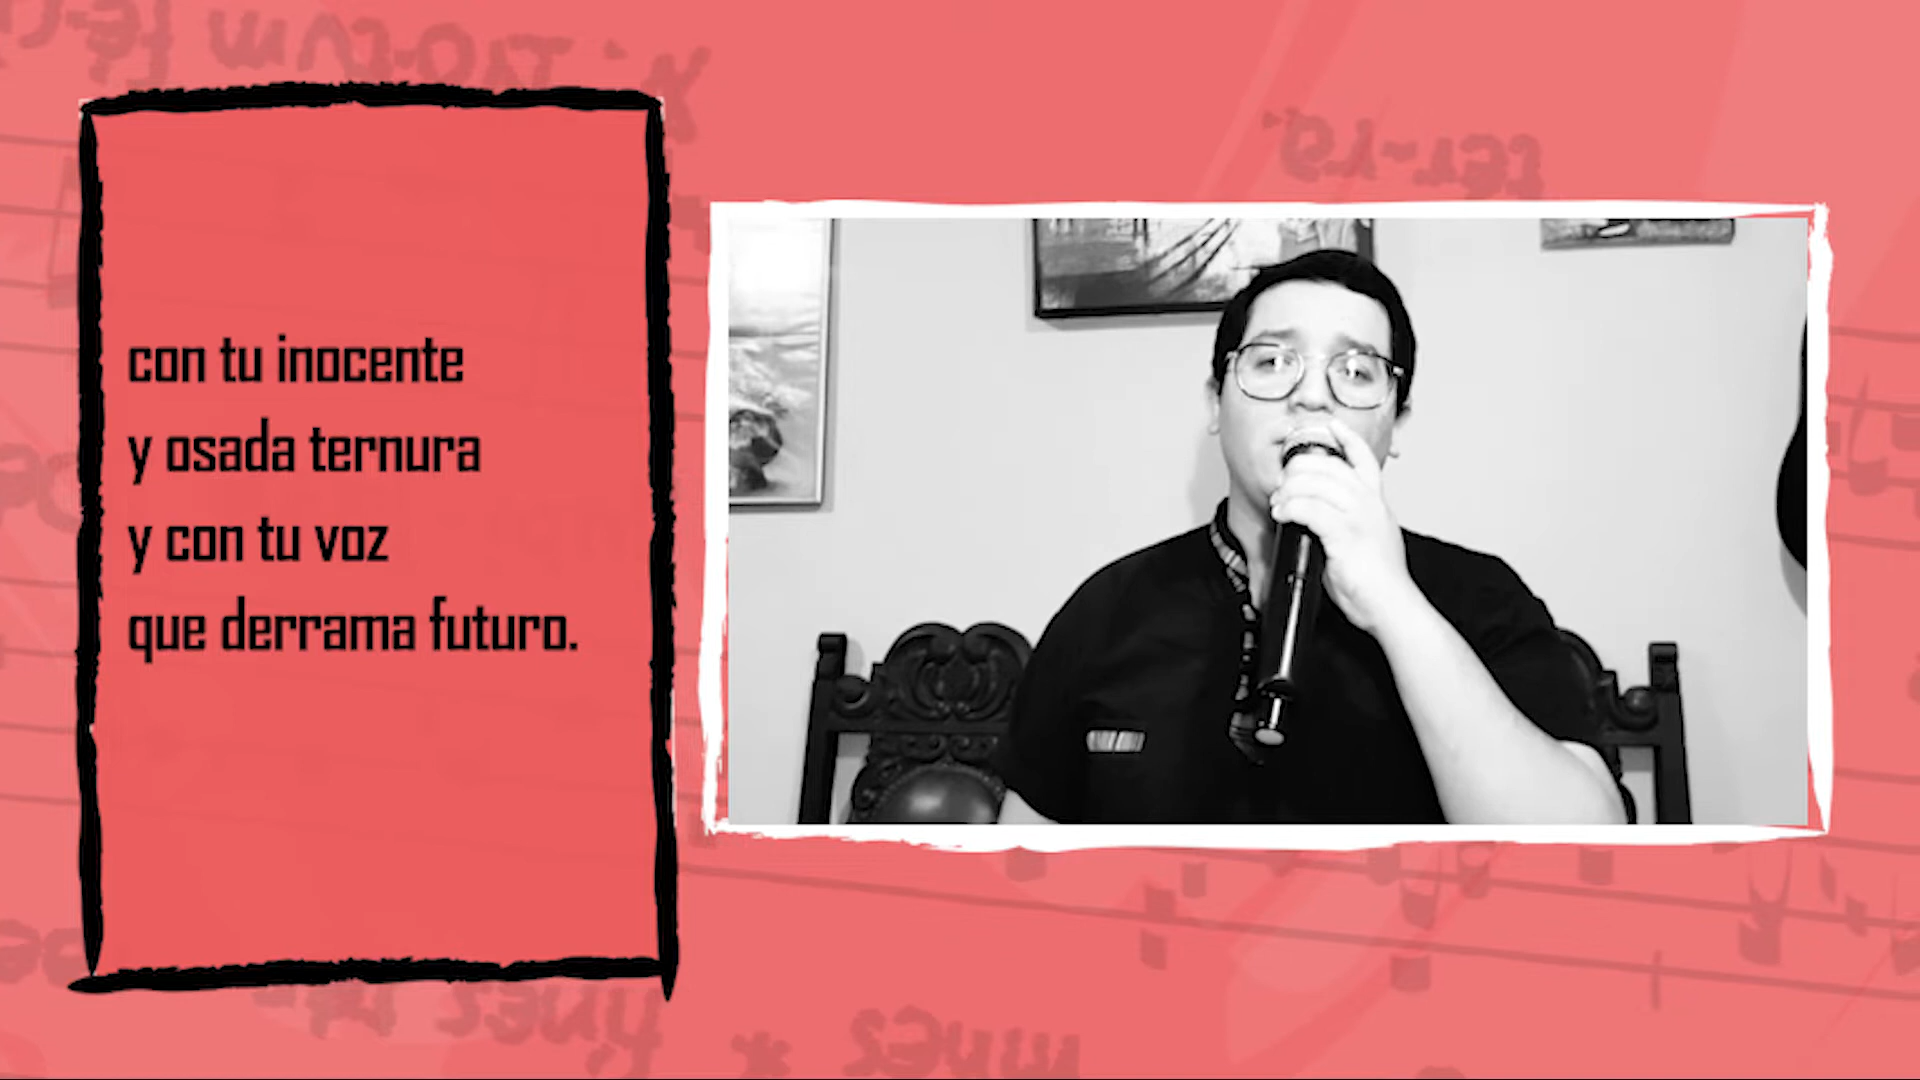 con tu inocente
y osada ternura
y con tu voz
que derrama futuro.